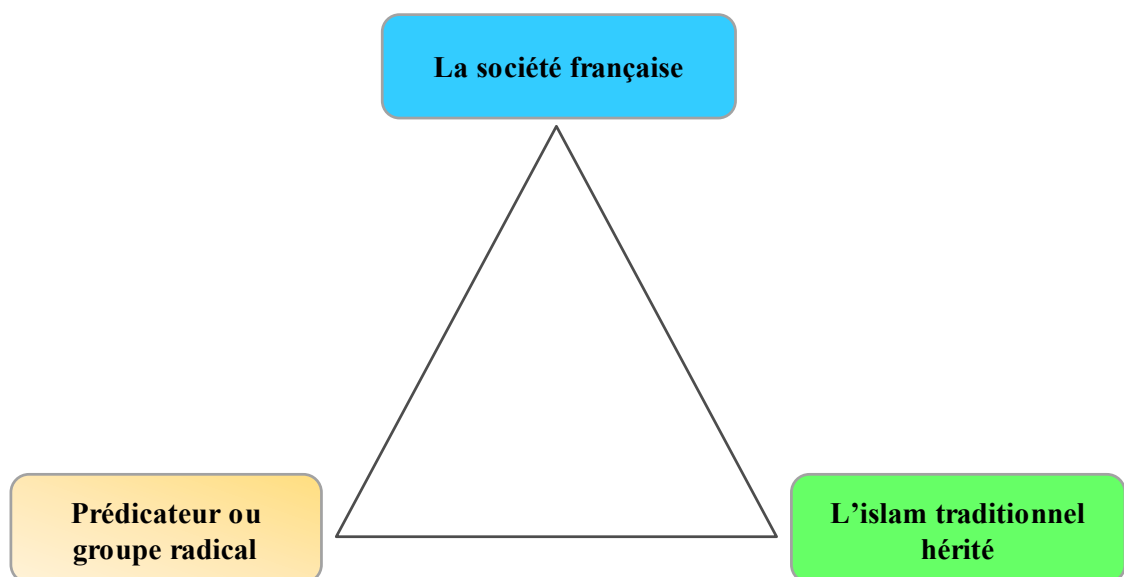 La société française
Prédicateur ou
groupe radical
L’islam traditionnel
hérité